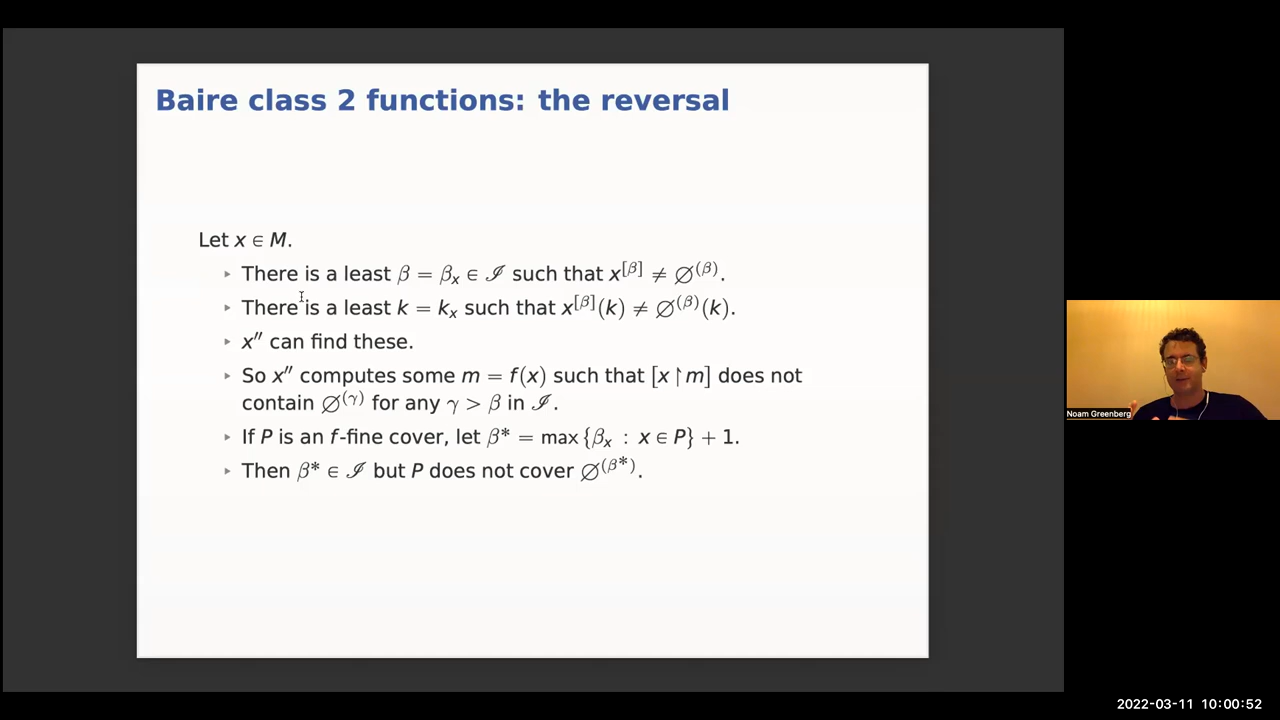 Baire class 2 functions: the reversal
Let x ∈ M.
▸ There is a least β = βₓ ∈ ℐ such that x^[β] ≠ ∅^(β).
▸ There is a least k = kₓ such that x^[β](k) ≠ ∅^(β)(k).
▸ x″ can find these.
▸ So x″ computes some m = f(x) such that [x ↾ m] does not
contain ∅^(γ) for any γ > β in ℐ.
▸ If P is an f-fine cover, let β* = max {βₓ : x ∈ P} + 1.
▸ Then β* ∈ ℐ but P does not cover ∅^(β*).
Noam Greenberg
2022-03-11 10:00:52